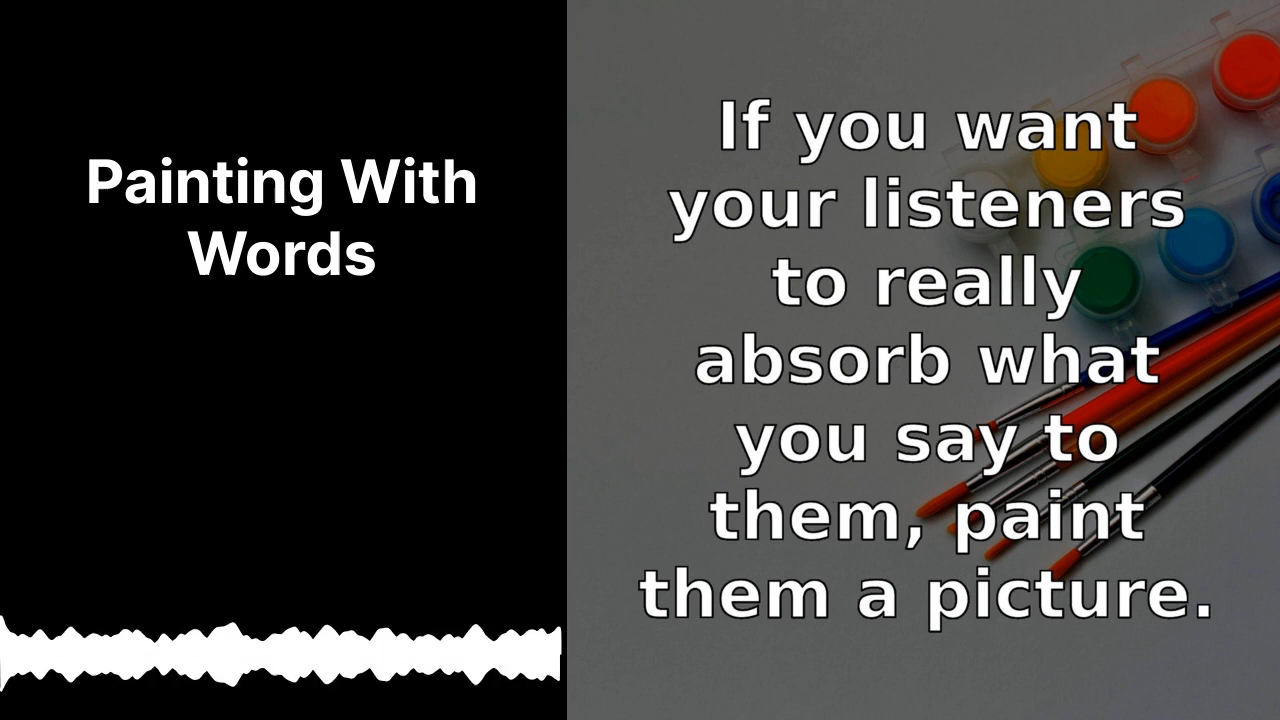 Painting With
Words
If you want
your listeners
to really
absorb what
you say to
them, paint
them a picture.